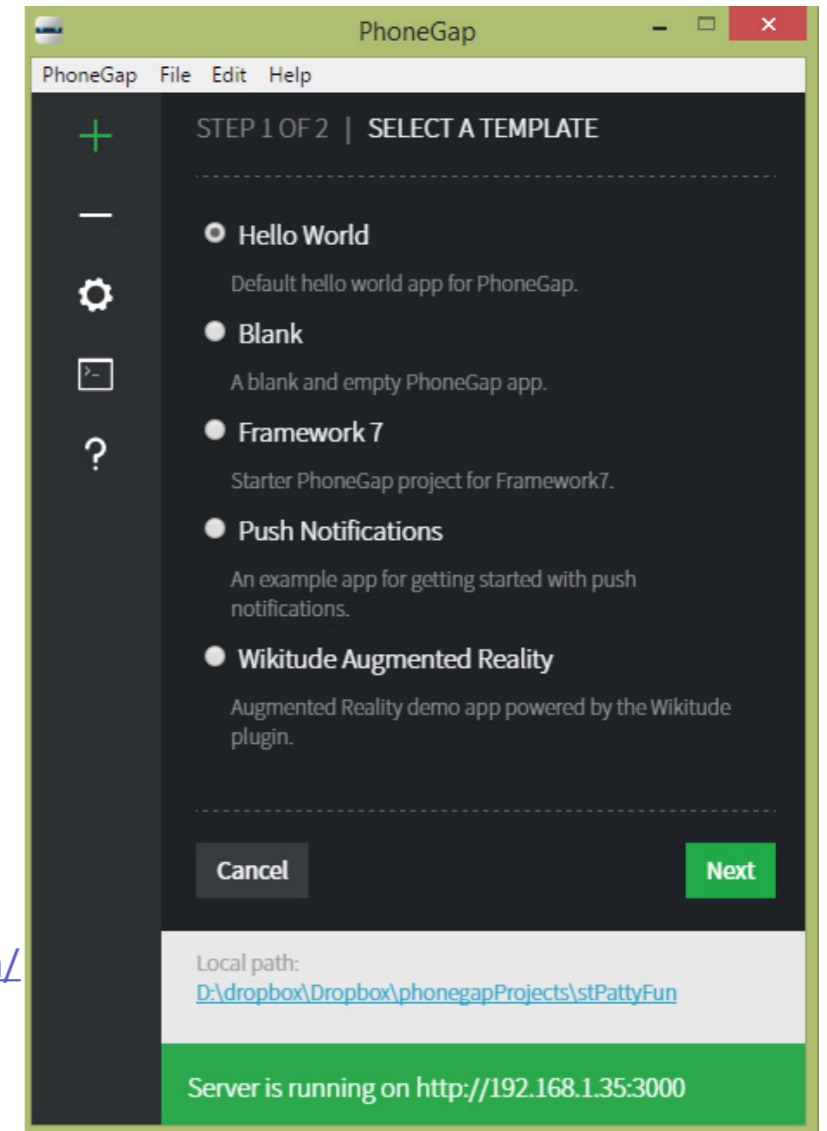 PhoneGap
PhoneGap File Edit Help
STEP 1 OF 2 | SELECT A TEMPLATE
Hello World
Default hello world app for PhoneGap.
Blank
A blank and empty PhoneGap app.
Framework 7
Starter PhoneGap project for Framework7.
Push Notifications
An example app for getting started with push
notifications.
Wikitude Augmented Reality
Augmented Reality demo app powered by the Wikitude
plugin.
Cancel Next
Local path:
D:\dropbox\Dropbox\phonegapProjects\stPattyFun
Server is running on http://192.168.1.35:3000